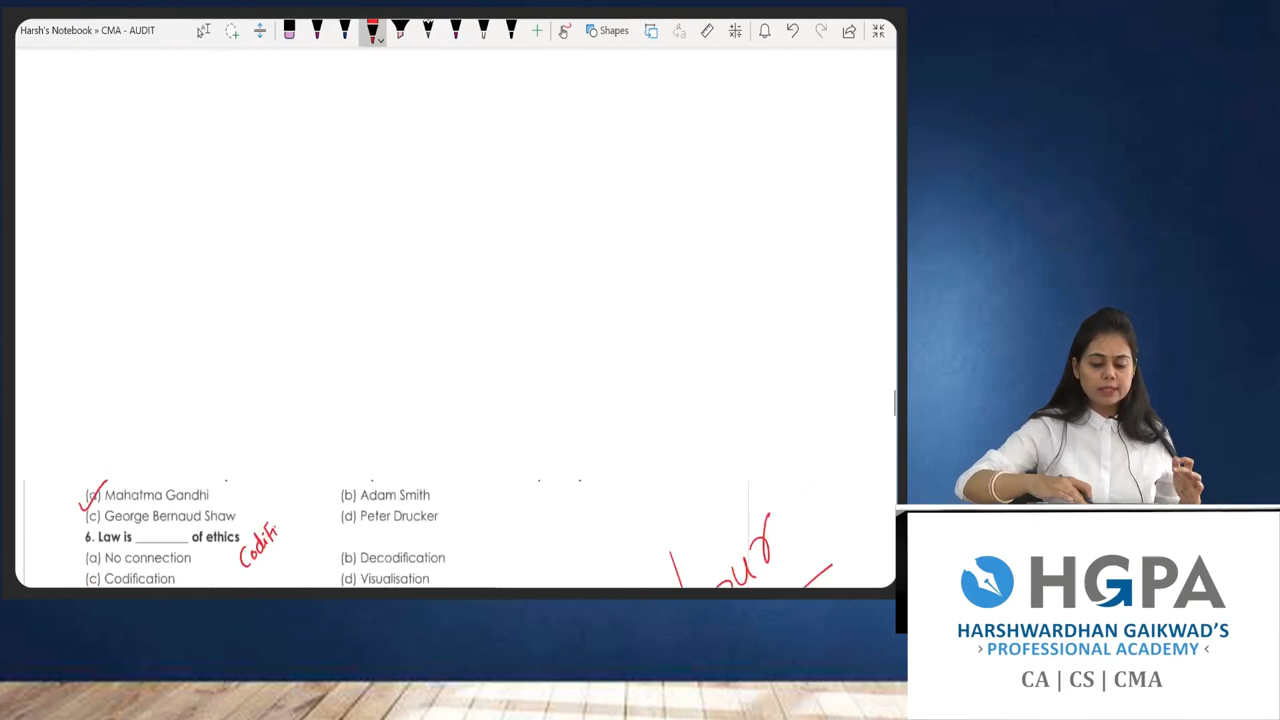 Harsh's Notebook » CMA - AUDIT
Shapes
(a) Mahatma Gandhi (b) Adam Smith
(c) George Bernaud Shaw (d) Peter Drucker
6. Law is ________ of ethics
Codifi
(a) No connection (b) Decodification
(c) Codification (d) Visualisation
HGPA
HARSHWARDHAN GAIKWAD'S
› PROFESSIONAL ACADEMY ‹
CA | CS | CMA